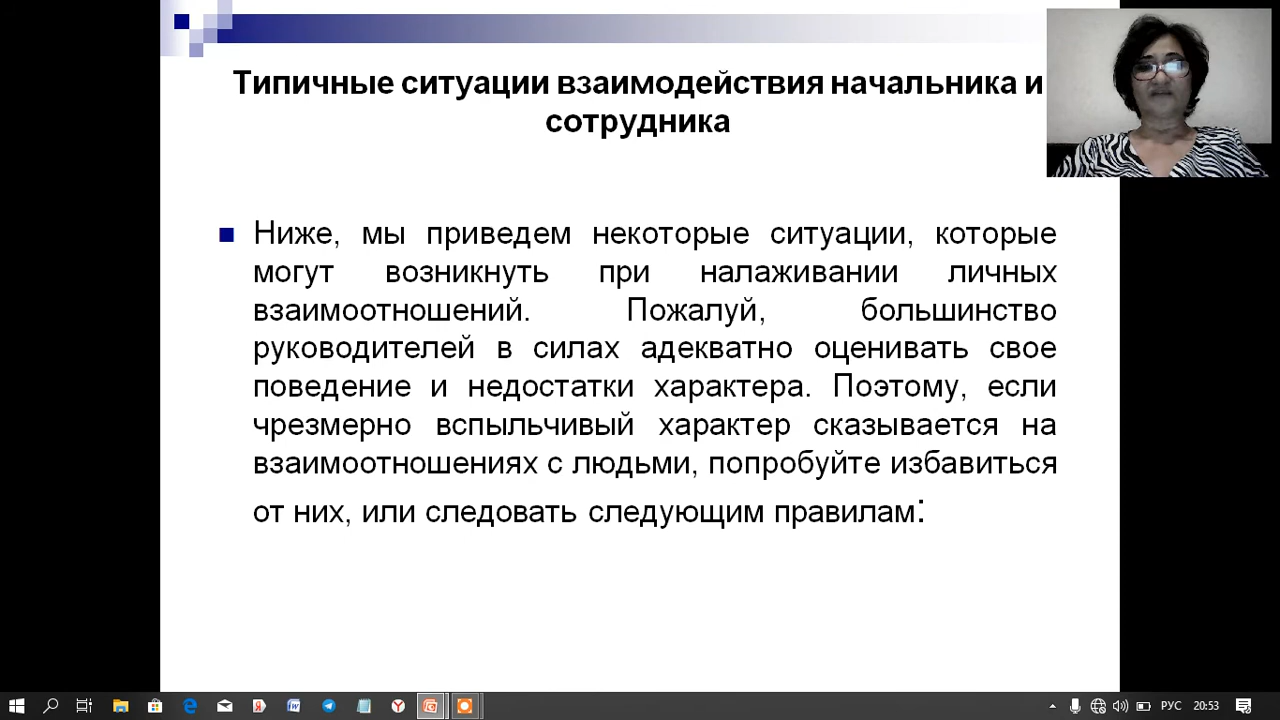 Типичные ситуации взаимодействия начальника и
сотрудника
Ниже, мы приведем некоторые ситуации, которые
могут возникнуть при налаживании личных
взаимоотношений. Пожалуй, большинство
руководителей в силах адекватно оценивать свое
поведение и недостатки характера. Поэтому, если
чрезмерно вспыльчивый характер сказывается на
взаимоотношениях с людьми, попробуйте избавиться
от них, или следовать следующим правилам:
РУС 20:53